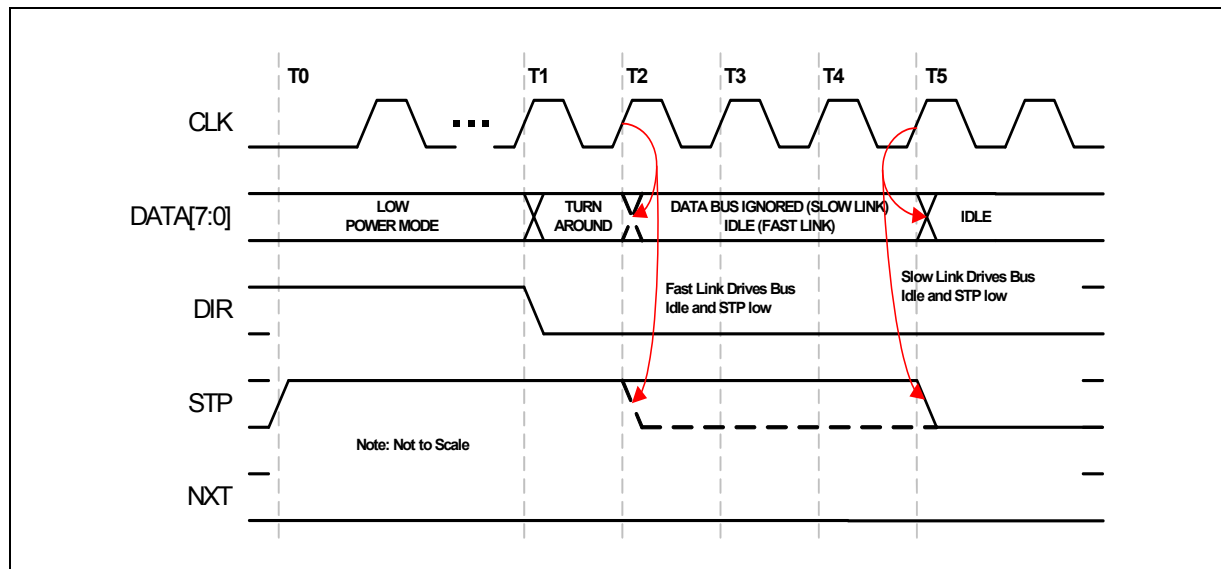 T0
T1
T2
T3
T4
T5
CLK
...
DATA[7:0]
LOW
POWER MODE
TURN
AROUND
DATA BUS IGNORED (SLOW LINK)
IDLE (FAST LINK)
IDLE
DIR
Fast Link Drives Bus
Idle and STP low
Slow Link Drives Bus
Idle and STP low
STP
Note: Not to Scale
NXT